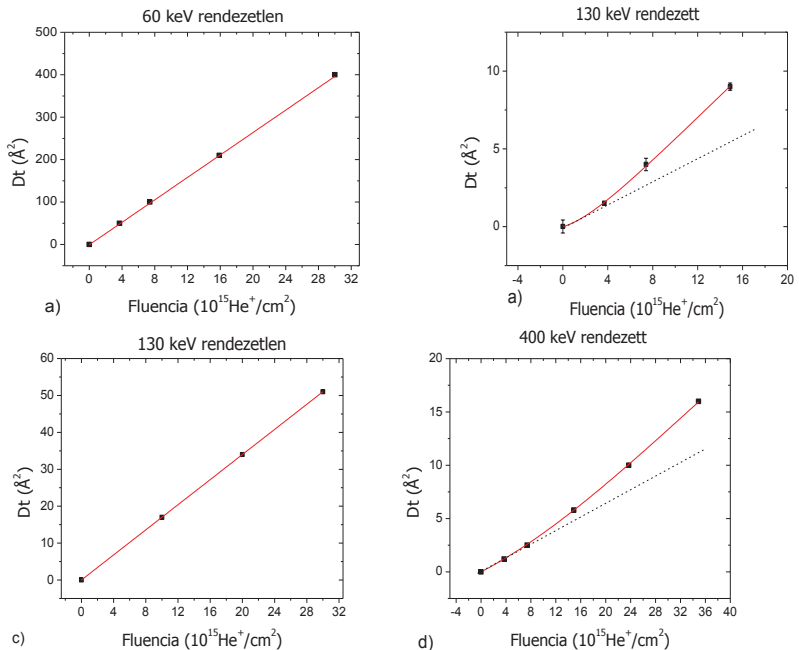 60 keV rendezetlen
500
400
300
200
100
0
Dt (Å²)
0 4 8 12 16 20 24 28 32
Fluencia (10¹⁵He⁺/cm²)
a)
130 keV rendezett
10
5
0
Dt (Å²)
-4 0 4 8 12 16 20
Fluencia (10¹⁵He⁺/cm²)
a)
130 keV rendezetlen
60
50
40
30
20
10
0
Dt (Å²)
0 4 8 12 16 20 24 28 32
Fluencia (10¹⁵He⁺/cm²)
c)
400 keV rendezett
20
15
10
5
0
Dt (Å²)
-4 0 4 8 12 16 20 24 28 32 36 40
Fluencia (10¹⁵He⁺/cm²)
d)